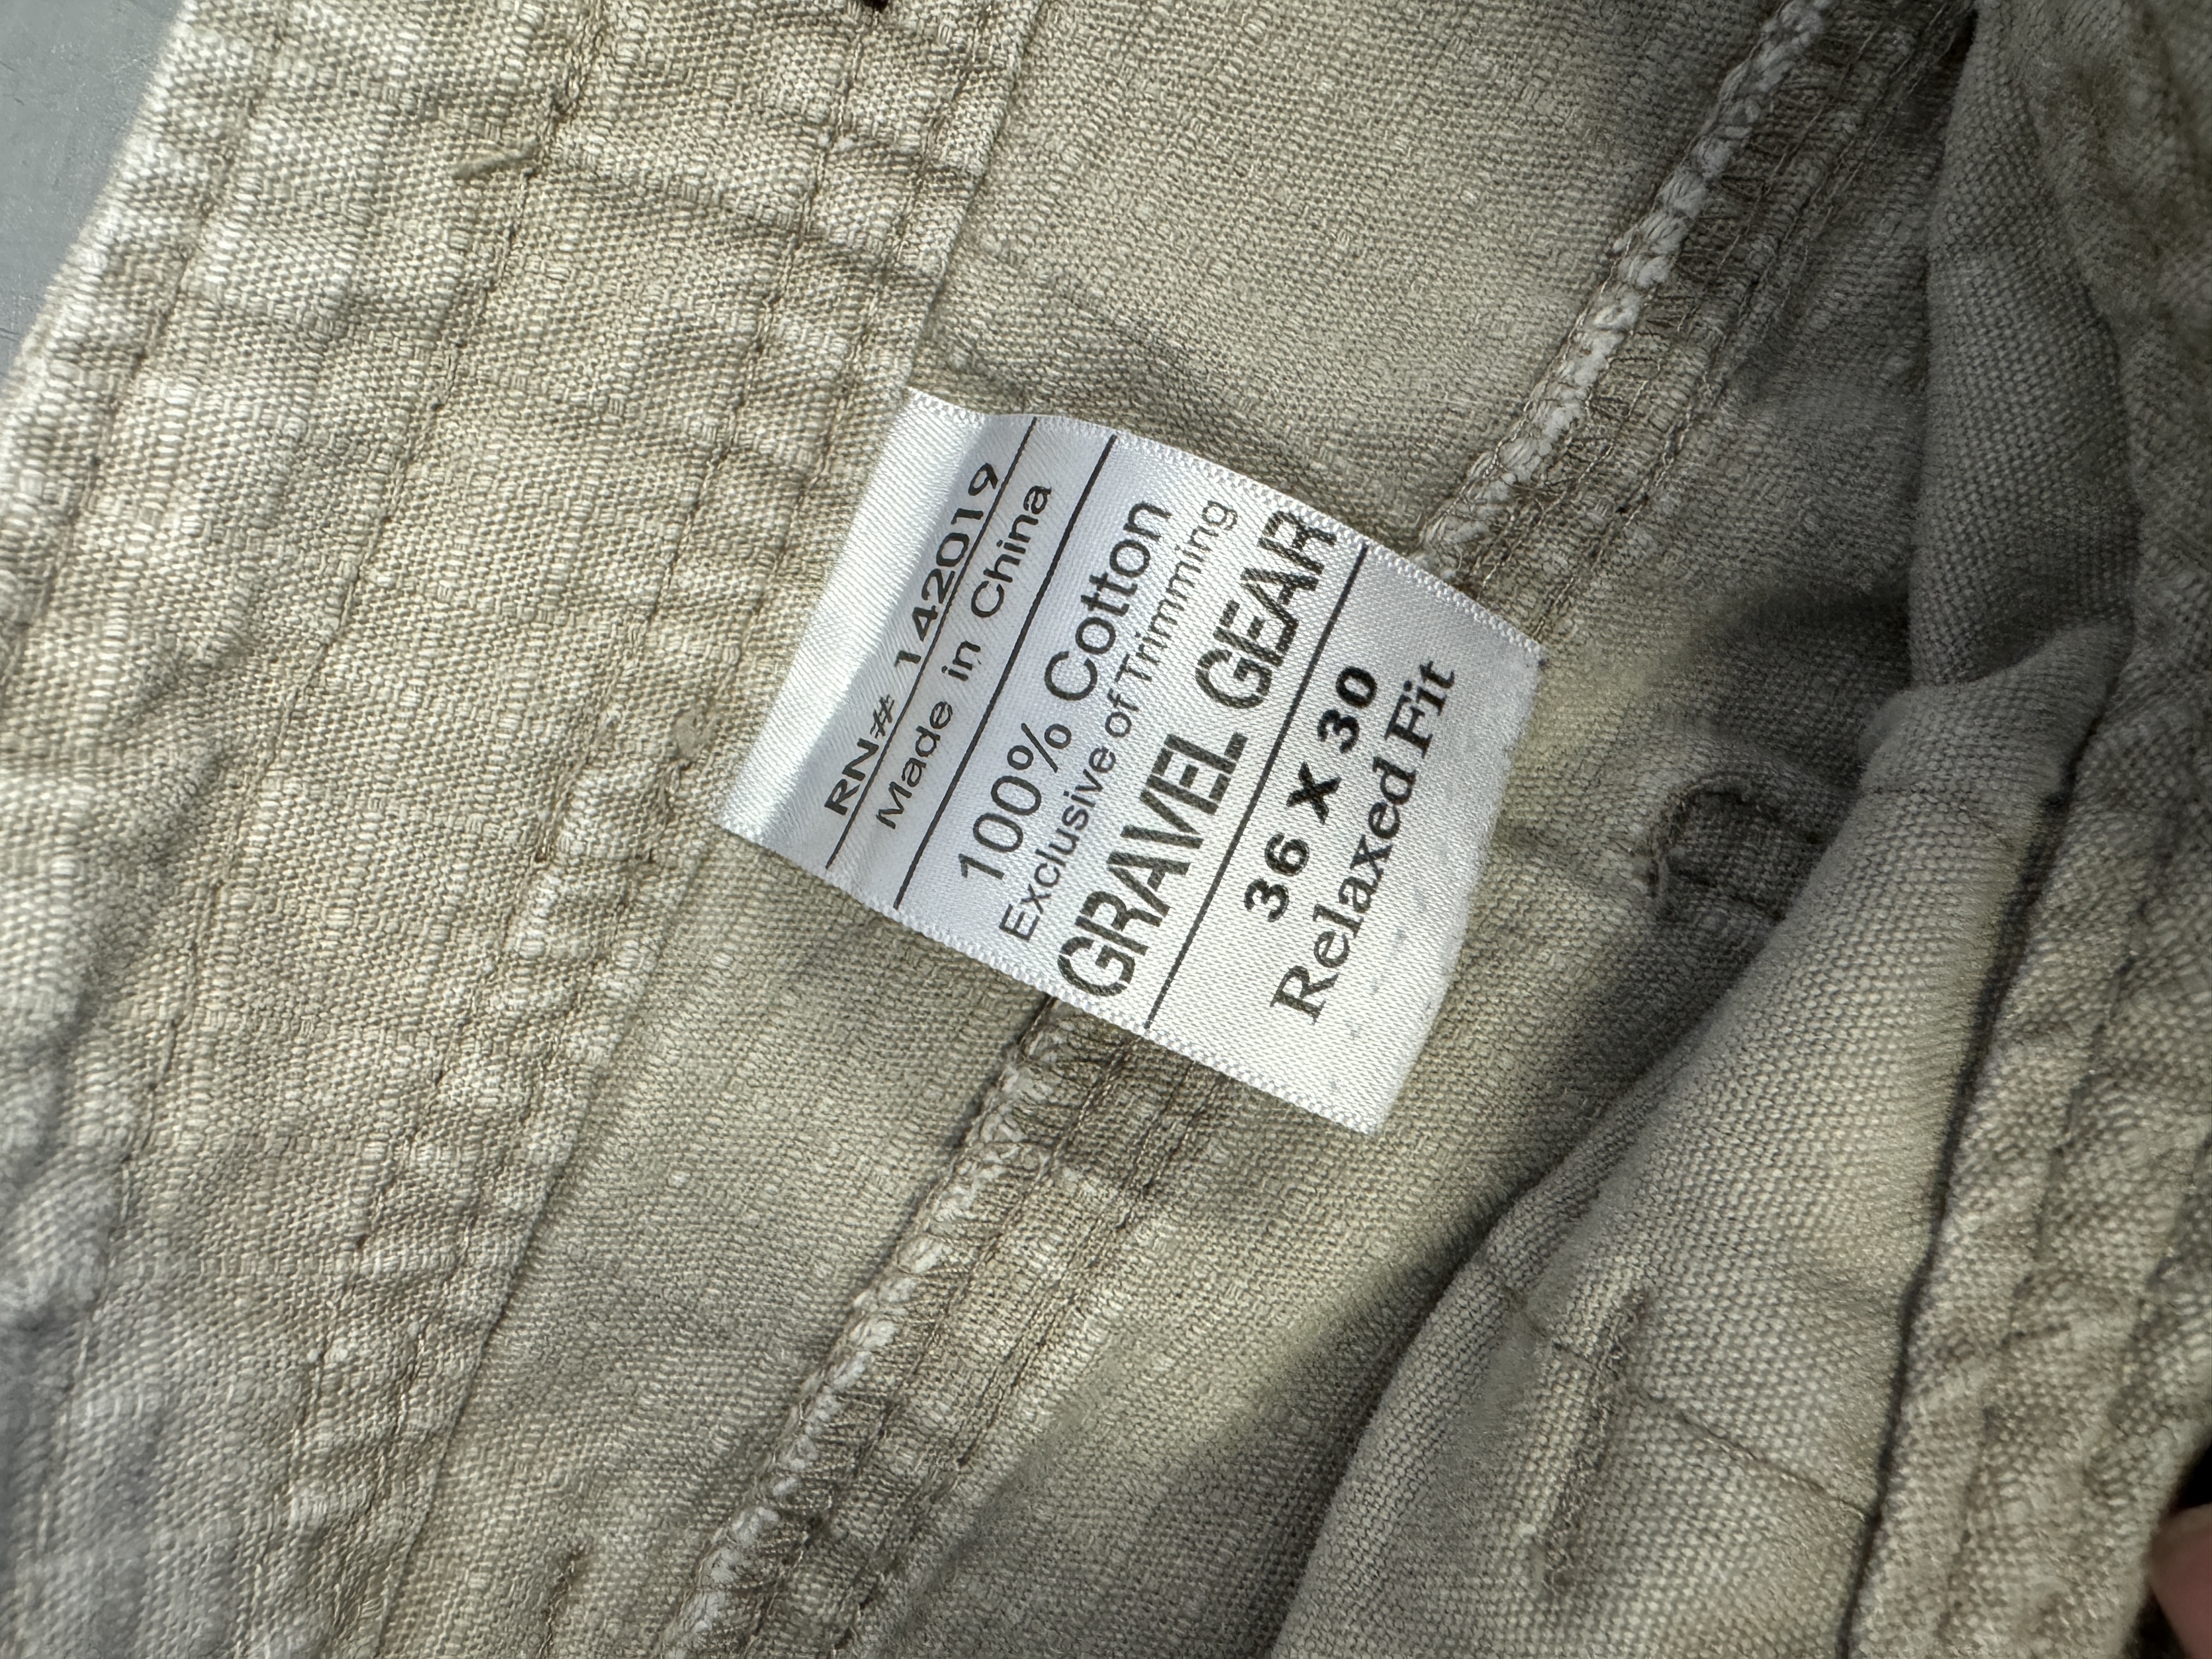 RN# 142019
Made in China
100% Cotton
Exclusive of Trimming
GRAVEL GEAR
36 X 30
Relaxed Fit